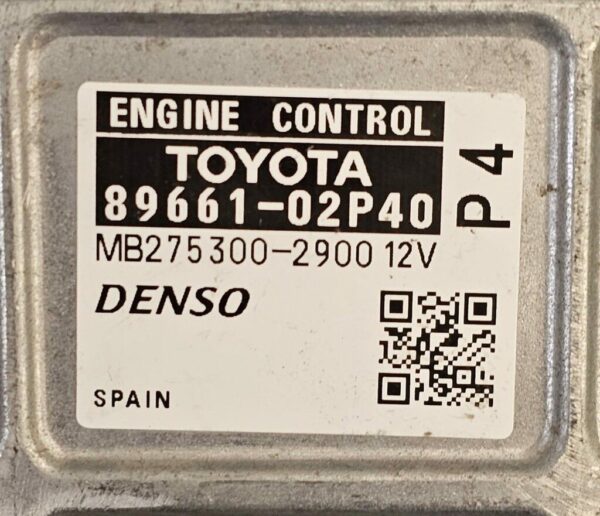 ENGINE CONTROL
TOYOTA
89661-02P40
P4
MB275300-2900 12V
DENSO
SPAIN